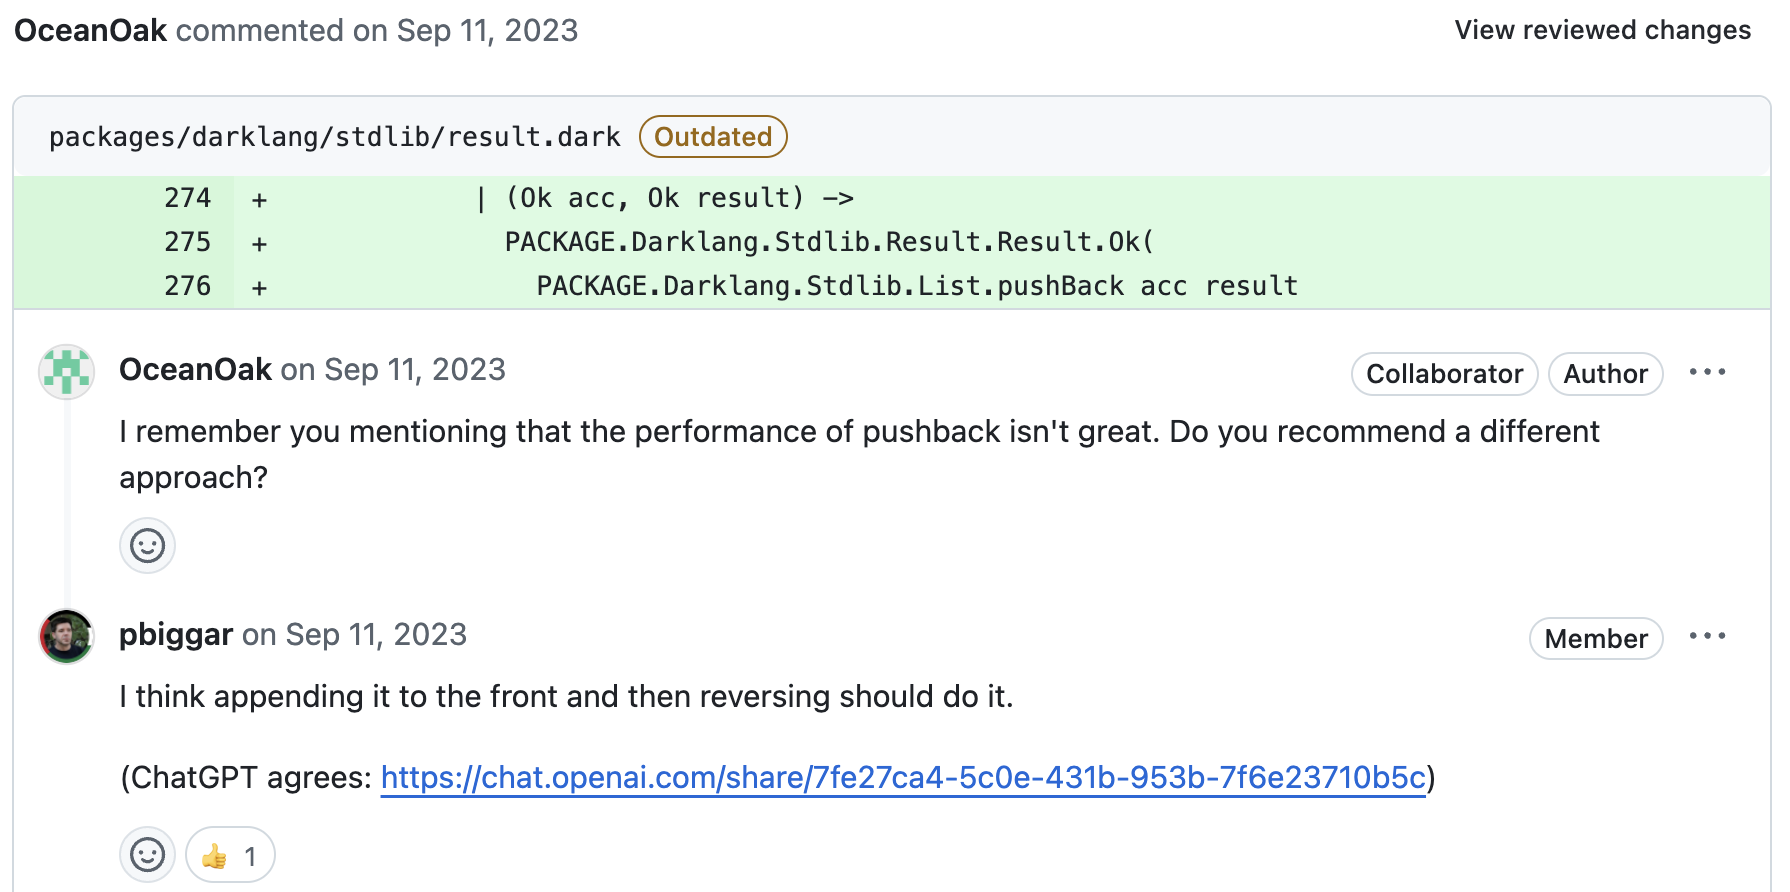 OceanOak commented on Sep 11, 2023
View reviewed changes
packages/darklang/stdlib/result.dark Outdated
274 + | (Ok acc, Ok result) ->
275 + PACKAGE.Darklang.Stdlib.Result.Result.Ok(
276 + PACKAGE.Darklang.Stdlib.List.pushBack acc result
OceanOak on Sep 11, 2023
Collaborator Author
I remember you mentioning that the performance of pushback isn't great. Do you recommend a different
approach?
pbiggar on Sep 11, 2023
Member
I think appending it to the front and then reversing should do it.
(ChatGPT agrees: https://chat.openai.com/share/7fe27ca4-5c0e-431b-953b-7f6e23710b5c)
👍 1